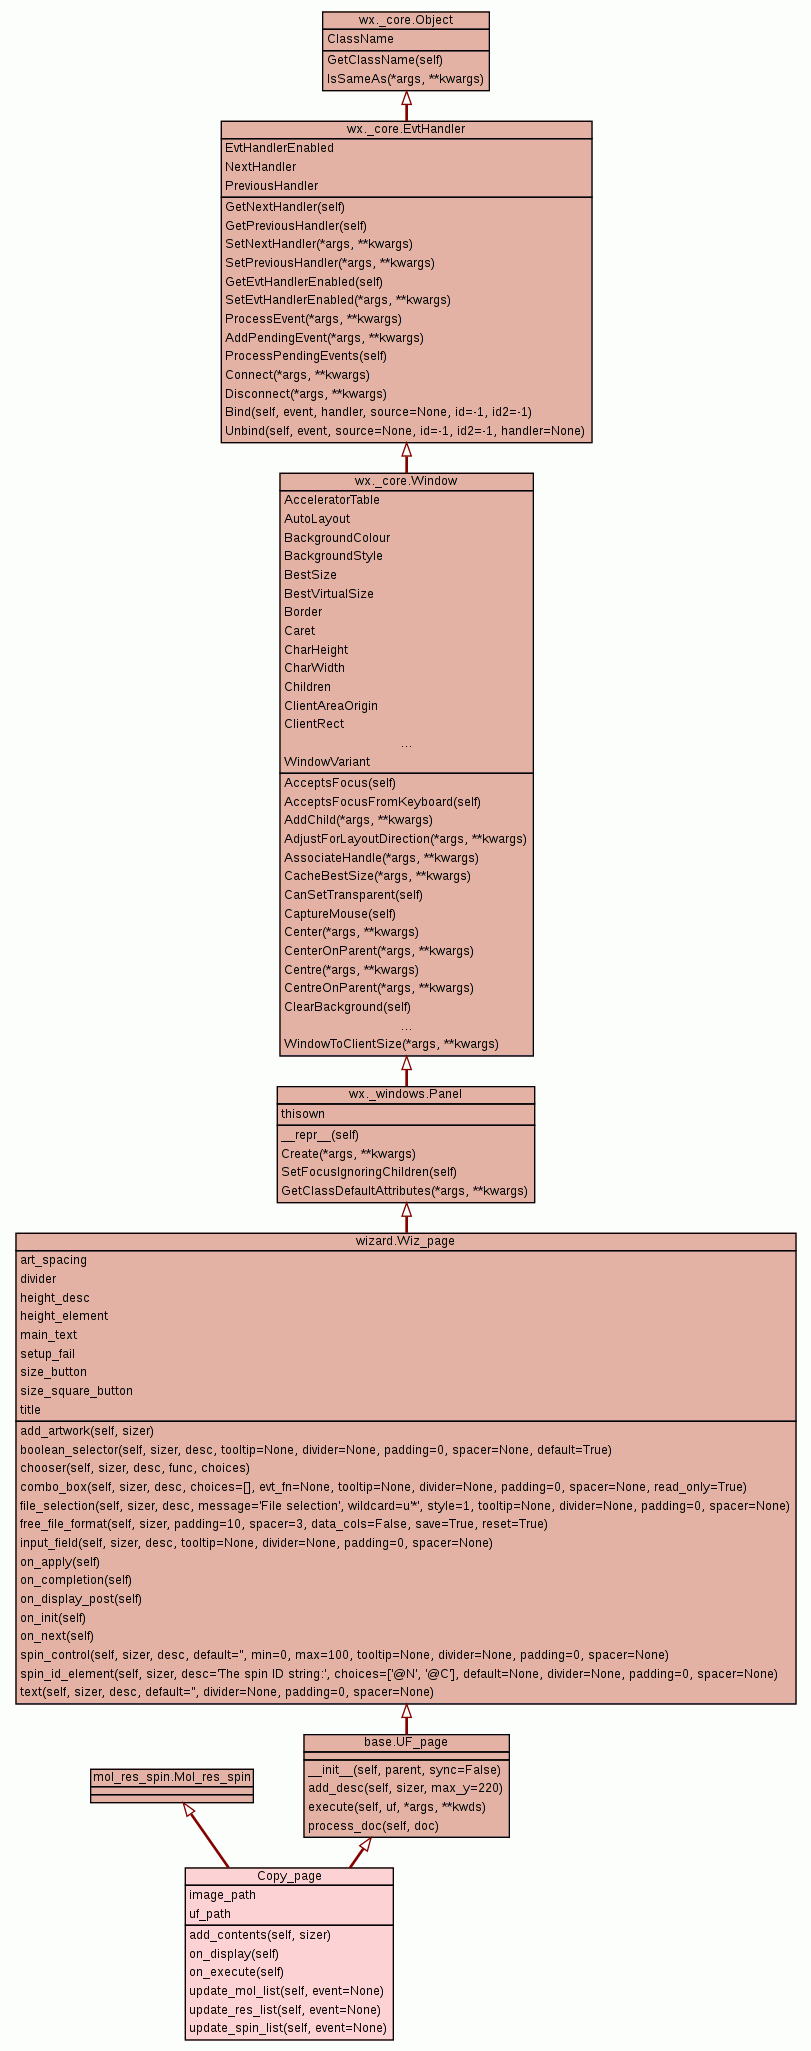 wx._core.Object
ClassName
GetClassName(self)
IsSameAs(*args, **kwargs)
wx._core.EvtHandler
EvtHandlerEnabled
NextHandler
PreviousHandler
GetNextHandler(self)
GetPreviousHandler(self)
SetNextHandler(*args, **kwargs)
SetPreviousHandler(*args, **kwargs)
GetEvtHandlerEnabled(self)
SetEvtHandlerEnabled(*args, **kwargs)
ProcessEvent(*args, **kwargs)
AddPendingEvent(*args, **kwargs)
ProcessPendingEvents(self)
Connect(*args, **kwargs)
Disconnect(*args, **kwargs)
Bind(self, event, handler, source=None, id=-1, id2=-1)
Unbind(self, event, source=None, id=-1, id2=-1, handler=None)
wx._core.Window
AcceleratorTable
AutoLayout
BackgroundColour
BackgroundStyle
BestSize
BestVirtualSize
Border
Caret
CharHeight
CharWidth
Children
ClientAreaOrigin
ClientRect
...
WindowVariant
AcceptsFocus(self)
AcceptsFocusFromKeyboard(self)
AddChild(*args, **kwargs)
AdjustForLayoutDirection(*args, **kwargs)
AssociateHandle(*args, **kwargs)
CacheBestSize(*args, **kwargs)
CanSetTransparent(self)
CaptureMouse(self)
Center(*args, **kwargs)
CenterOnParent(*args, **kwargs)
Centre(*args, **kwargs)
CentreOnParent(*args, **kwargs)
ClearBackground(self)
...
WindowToClientSize(*args, **kwargs)
wx._windows.Panel
thisown
__repr__(self)
Create(*args, **kwargs)
SetFocusIgnoringChildren(self)
GetClassDefaultAttributes(*args, **kwargs)
wizard.Wiz_page
art_spacing
divider
height_desc
height_element
main_text
setup_fail
size_button
size_square_button
title
add_artwork(self, sizer)
boolean_selector(self, sizer, desc, tooltip=None, divider=None, padding=0, spacer=None, default=True)
chooser(self, sizer, desc, func, choices)
combo_box(self, sizer, desc, choices=[], evt_fn=None, tooltip=None, divider=None, padding=0, spacer=None, read_only=True)
file_selection(self, sizer, desc, message='File selection', wildcard=u'*', style=1, tooltip=None, divider=None, padding=0, spacer=None)
free_file_format(self, sizer, padding=10, spacer=3, data_cols=False, save=True, reset=True)
input_field(self, sizer, desc, tooltip=None, divider=None, padding=0, spacer=None)
on_apply(self)
on_completion(self)
on_display_post(self)
on_init(self)
on_next(self)
spin_control(self, sizer, desc, default='', min=0, max=100, tooltip=None, divider=None, padding=0, spacer=None)
spin_id_element(self, sizer, desc='The spin ID string:', choices=['@N', '@C'], default=None, divider=None, padding=0, spacer=None)
text(self, sizer, desc, default='', divider=None, padding=0, spacer=None)
base.UF_page
__init__(self, parent, sync=False)
add_desc(self, sizer, max_y=220)
execute(self, uf, *args, **kwds)
process_doc(self, doc)
mol_res_spin.Mol_res_spin
Copy_page
image_path
uf_path
add_contents(self, sizer)
on_display(self)
on_execute(self)
update_mol_list(self, event=None)
update_res_list(self, event=None)
update_spin_list(self, event=None)